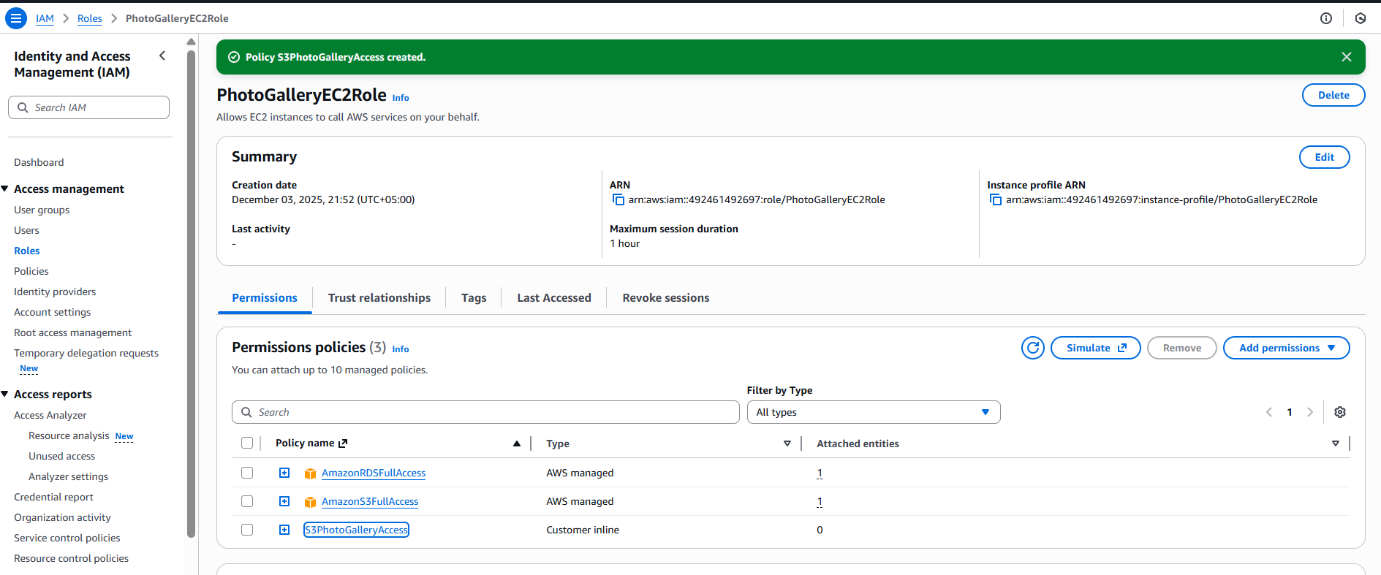 IAM > Roles > PhotoGalleryEC2Role
Identity and Access
Management (IAM)
Search IAM
Dashboard
Access management
User groups
Users
Roles
Policies
Identity providers
Account settings
Root access management
Temporary delegation requests
New
Access reports
Access Analyzer
Resource analysis New
Unused access
Analyzer settings
Credential report
Organization activity
Service control policies
Resource control policies
Policy S3PhotoGalleryAccess created.
PhotoGalleryEC2Role Info
Delete
Allows EC2 instances to call AWS services on your behalf.
Summary
Edit
Creation date
December 03, 2025, 21:52 (UTC+05:00)
Last activity
-
ARN
arn:aws:iam::492461492697:role/PhotoGalleryEC2Role
Maximum session duration
1 hour
Instance profile ARN
arn:aws:iam::492461492697:instance-profile/PhotoGalleryEC2Role
Permissions Trust relationships Tags Last Accessed Revoke sessions
Permissions policies (3) Info
Simulate Remove Add permissions
You can attach up to 10 managed policies.
Filter by Type
Search All types 1
Policy name Type Attached entities
AmazonRDSFullAccess AWS managed 1
AmazonS3FullAccess AWS managed 1
S3PhotoGalleryAccess Customer inline 0